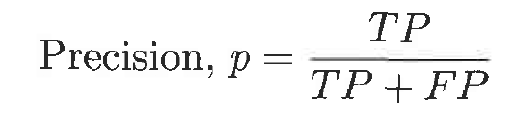 Precision, p = TP / TP + FP